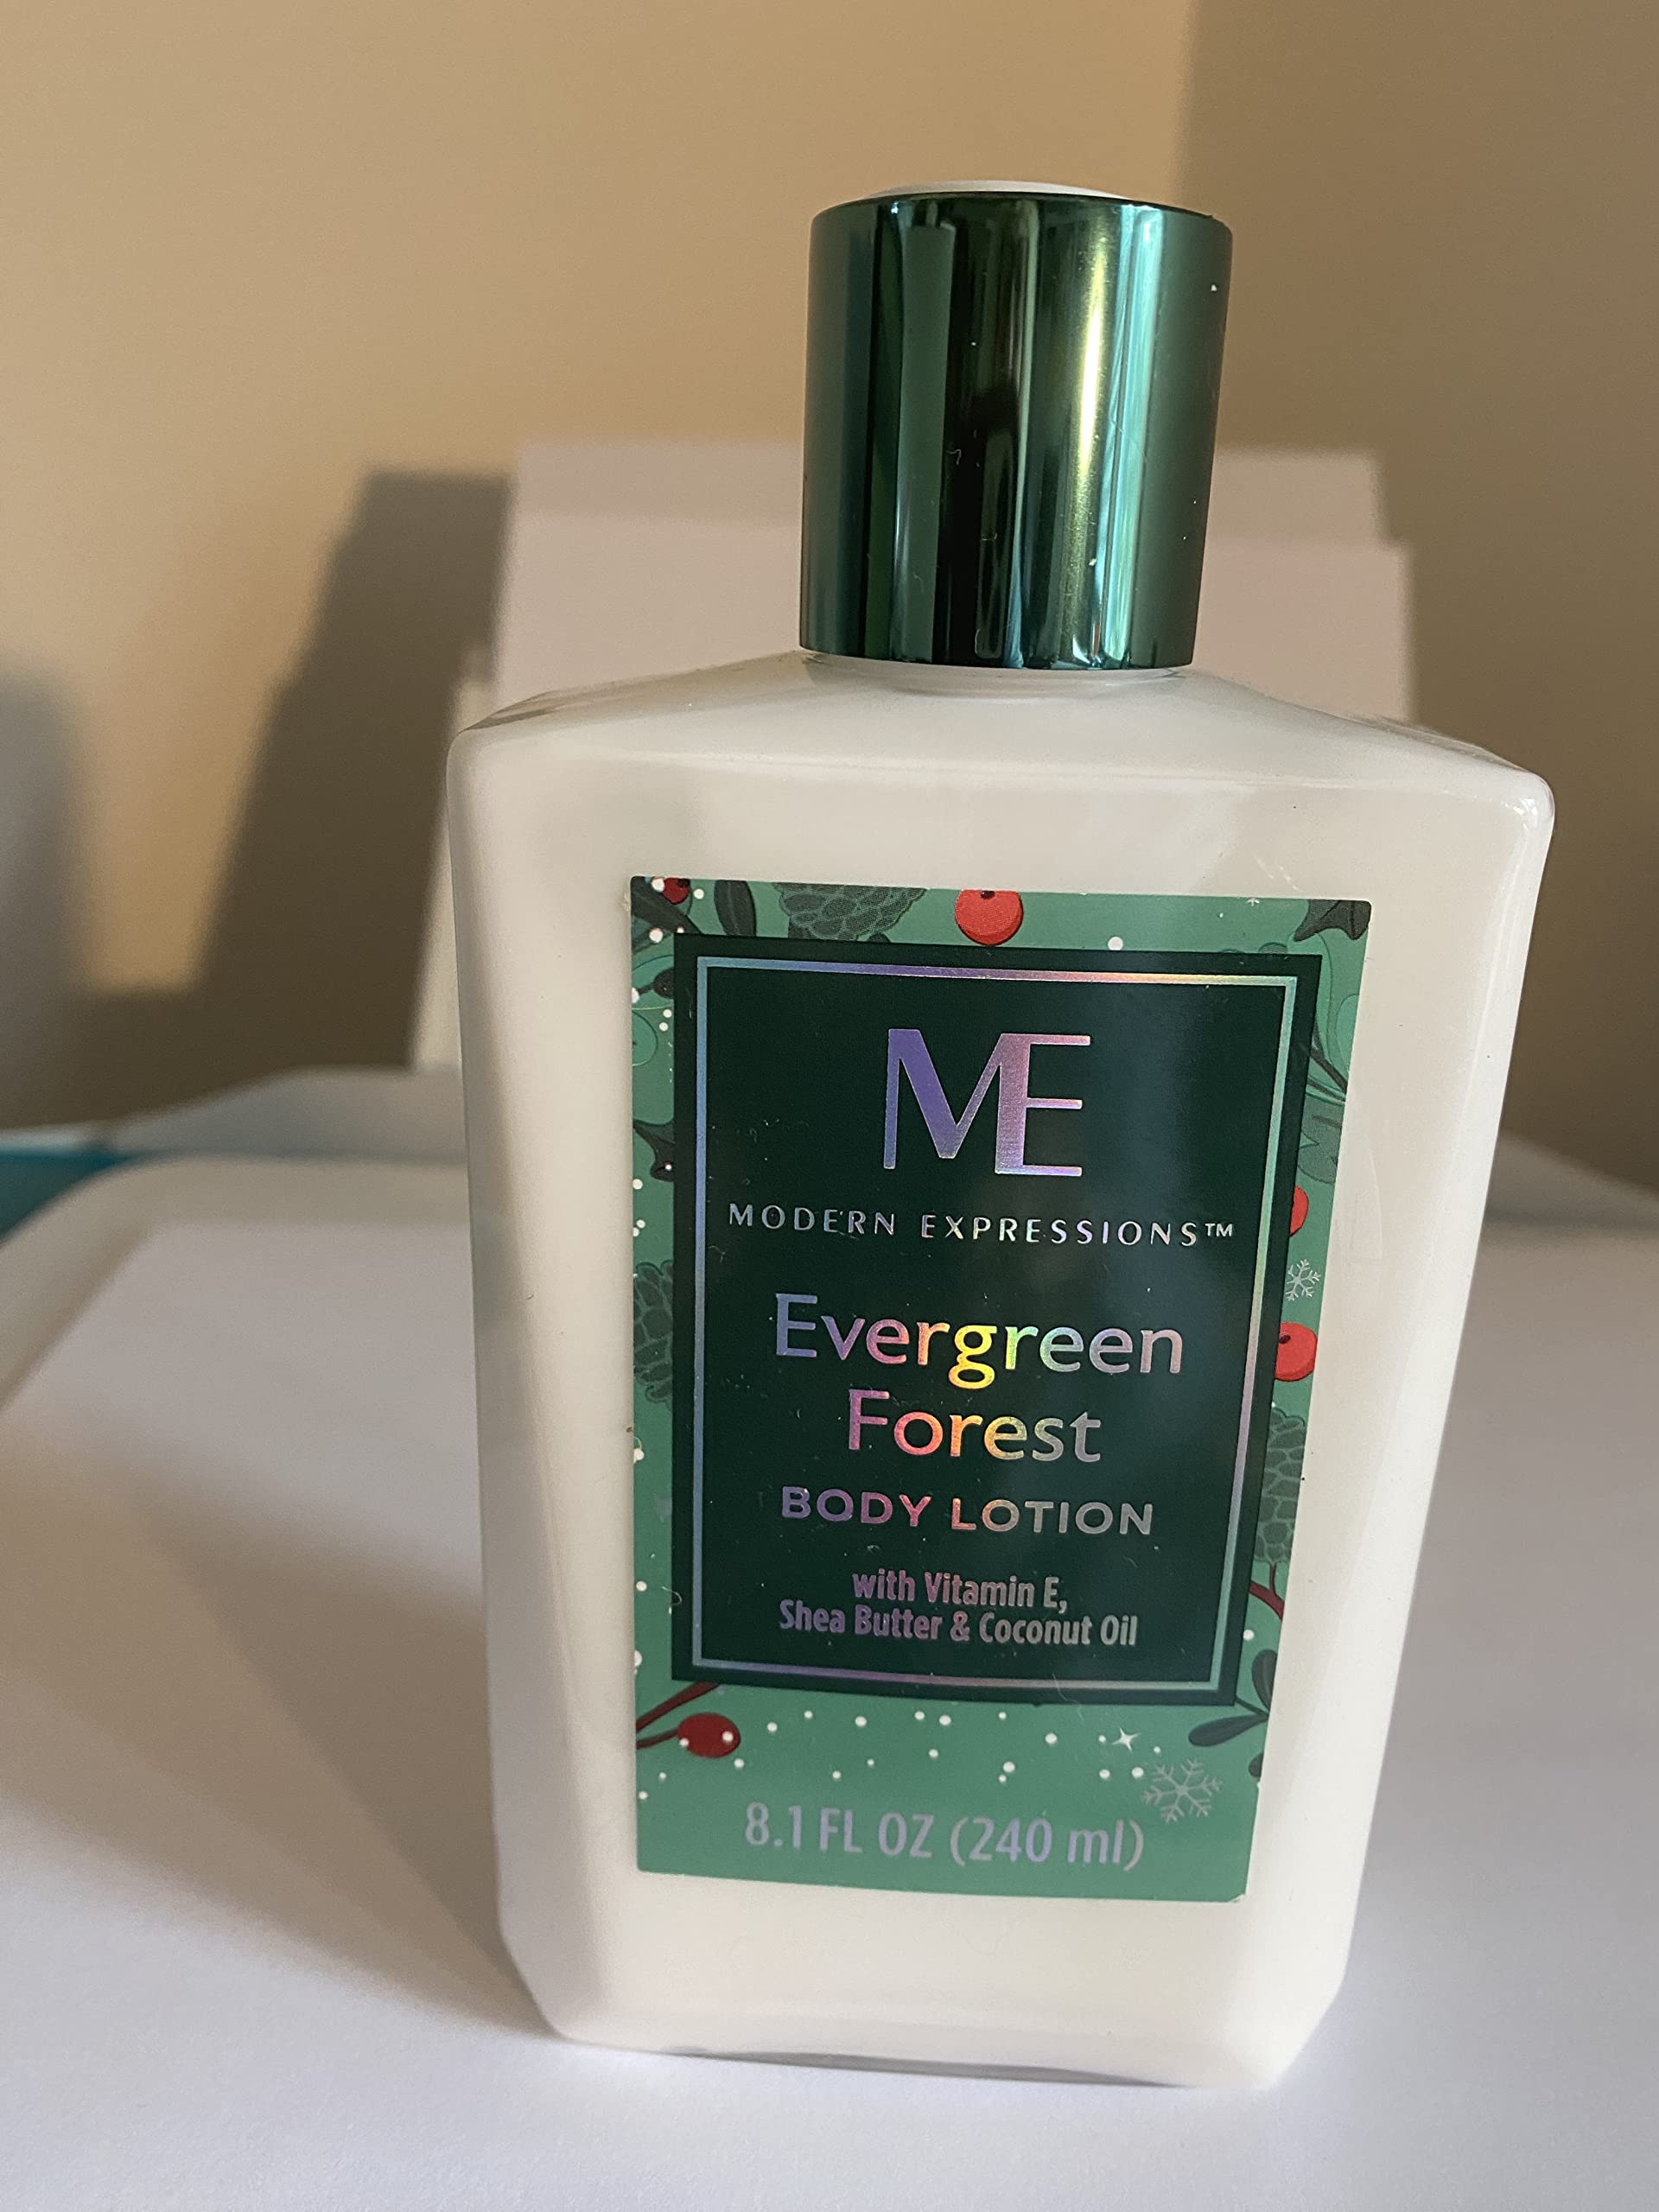 ME
MODERN EXPRESSIONS™
Evergreen
Forest
BODY LOTION
with Vitamin E,
Shea Butter & Coconut Oil
8.1 FL OZ (240 ml)